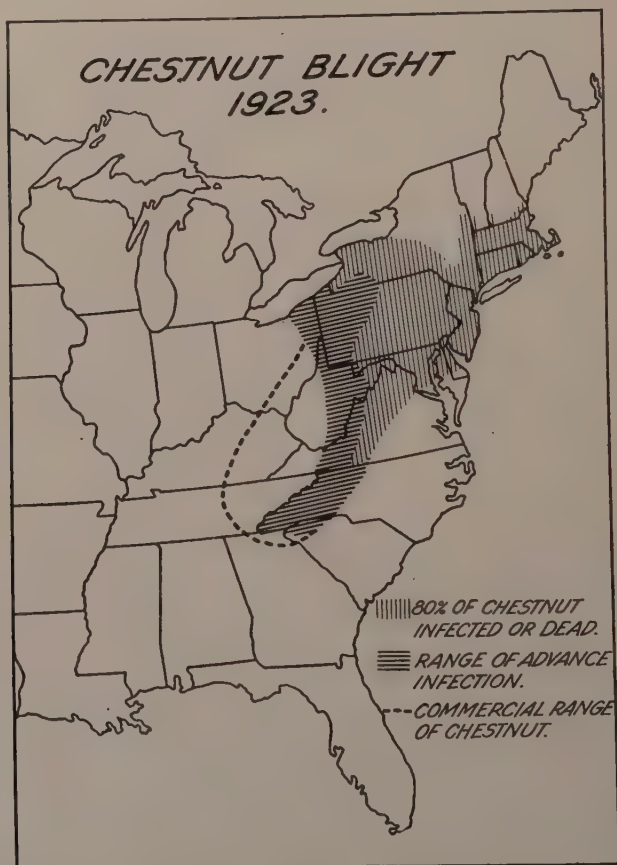 CHESTNUT BLIGHT
1923.
80% OF CHESTNUT
INFECTED OR DEAD.
RANGE OF ADVANCE
INFECTION.
COMMERCIAL RANGE
OF CHESTNUT.